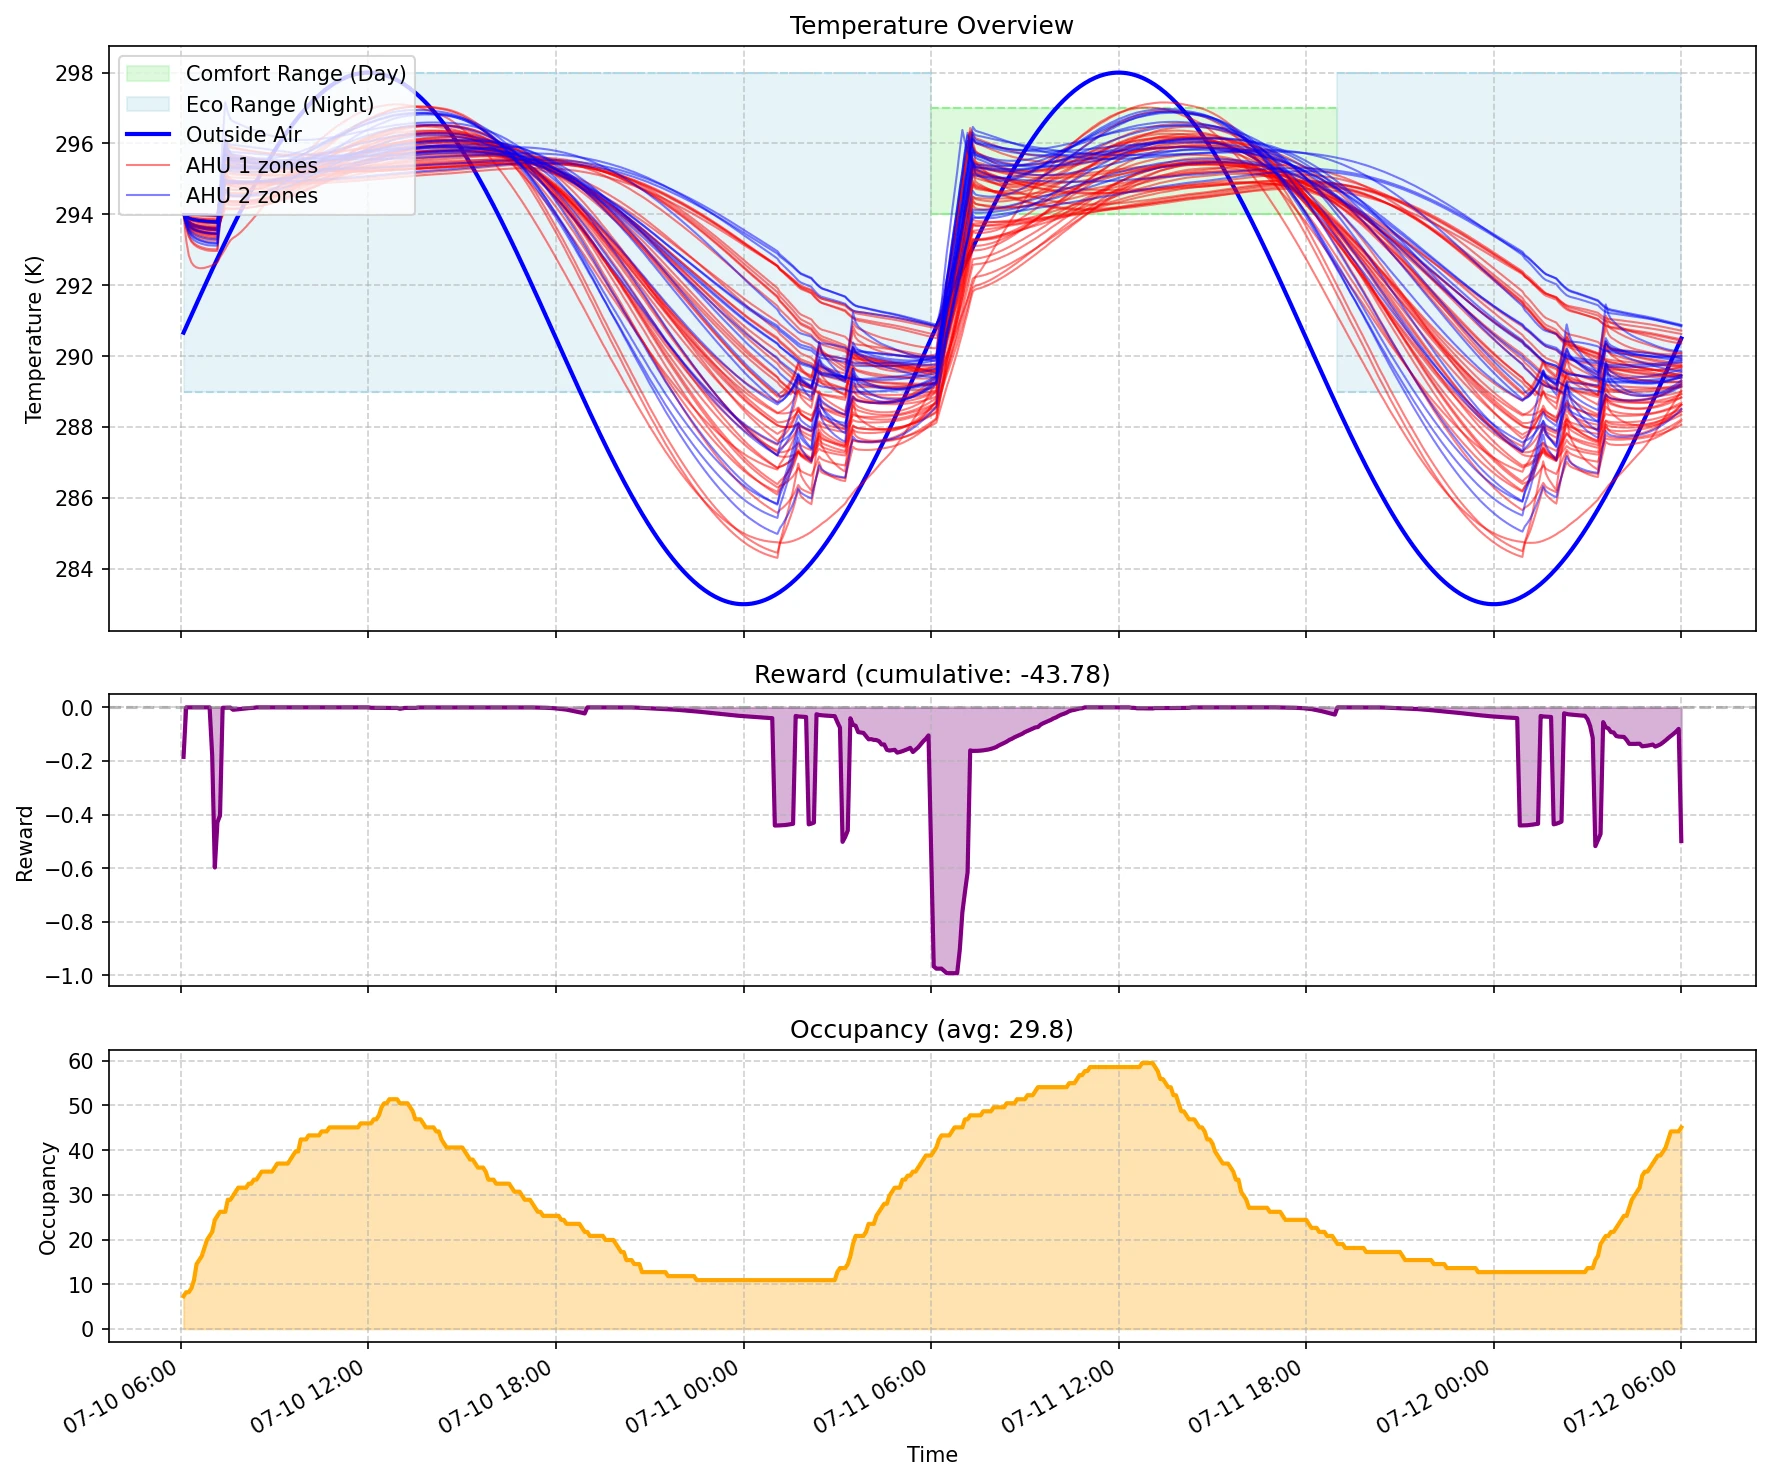 Temperature Overview
Temperature (K)
298
296
294
292
290
288
286
284
Comfort Range (Day)
Eco Range (Night)
Outside Air
AHU 1 zones
AHU 2 zones
Reward (cumulative: -43.78)
Reward
0.0
−0.2
−0.4
−0.6
−0.8
−1.0
Occupancy (avg: 29.8)
Occupancy
60
50
40
30
20
10
0
07-10 06:00
07-10 12:00
07-10 18:00
07-11 00:00
07-11 06:00
07-11 12:00
07-11 18:00
07-12 00:00
07-12 06:00
Time